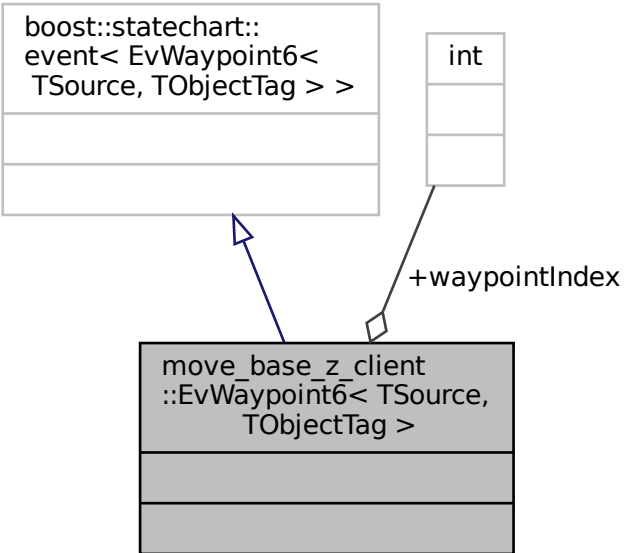 boost::statechart::
event< EvWaypoint6<
TSource, TObjectTag > >
int
+waypointIndex
move_base_z_client
::EvWaypoint6< TSource,
TObjectTag >